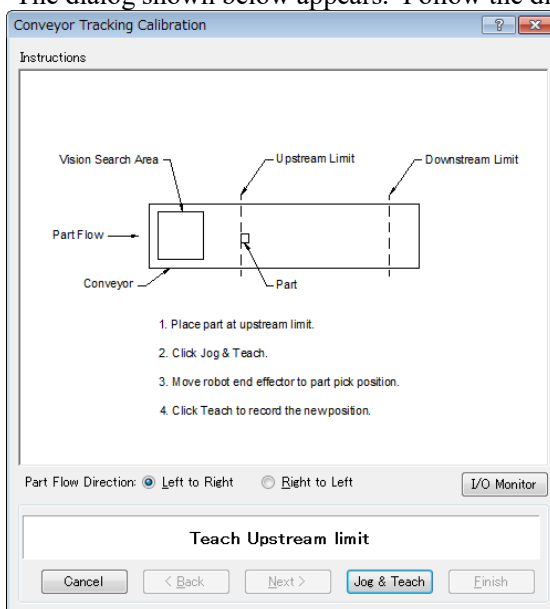 The dialog shown below appears. Follow the di
Conveyor Tracking Calibration
Instructions
Vision Search Area
Upstream Limit
Downstream Limit
Part Flow
Conveyor
Part
1. Place part at upstream limit.
2. Click Jog & Teach.
3. Move robot end effector to part pick position.
4. Click Teach to record the new position.
Part Flow Direction: Left to Right Right to Left I/O Monitor
Teach Upstream limit
Cancel < Back Next > Jog & Teach Finish